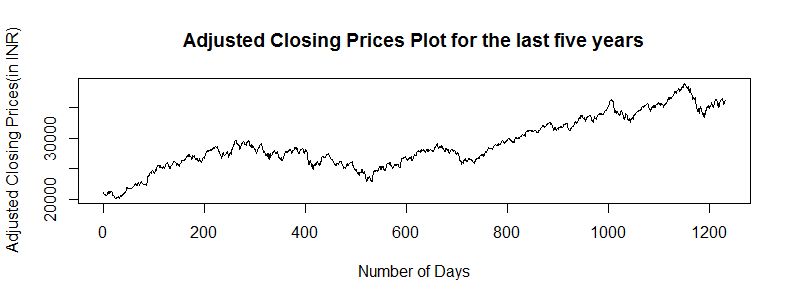 Adjusted Closing Prices Plot for the last five years
Adjusted Closing Prices(in INR)
30000
20000
0 200 400 600 800 1000 1200
Number of Days